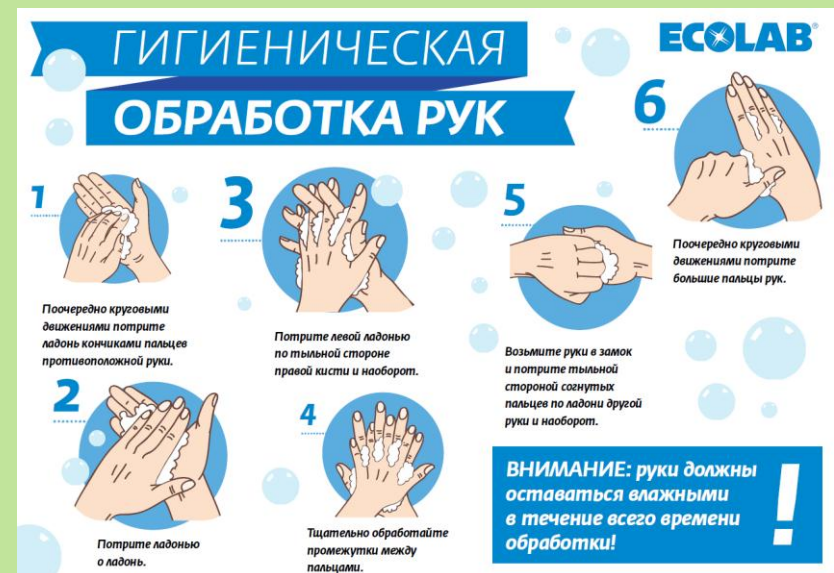 ГИГИЕНИЧЕСКАЯ
ОБРАБОТКА РУК
ECOLAB®
1
Поочередно круговыми
движениями потрите
ладонь кончиками пальцев
противоположной руки.
2
Потрите ладонью
о ладонь.
3
Потрите левой ладонью
по тыльной стороне
правой кисти и наоборот.
4
Тщательно обработайте
промежутки между
пальцами.
5
Возьмите руки в замок
и потрите тыльной
стороной согнутых
пальцев по ладони другой
руки и наоборот.
6
Поочередно круговыми
движениями потрите
большие пальцы рук.
ВНИМАНИЕ: руки должны
оставаться влажными
в течение всего времени
обработки!
!